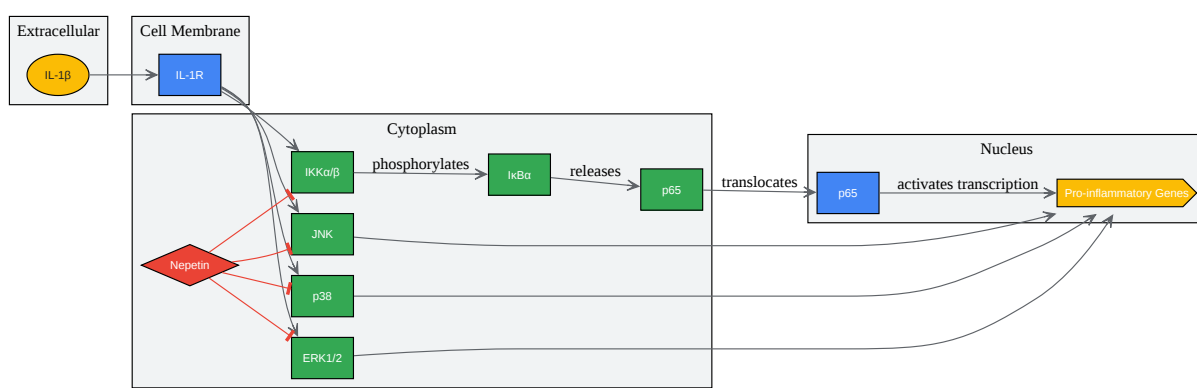 Extracellular
Cell Membrane
IL-1β
IL-1R
Cytoplasm
Nucleus
IKKα/β
phosphorylates
IκBα
releases
p65
translocates
p65
activates transcription
Pro-inflammatory Genes
JNK
Nepetin
p38
ERK1/2